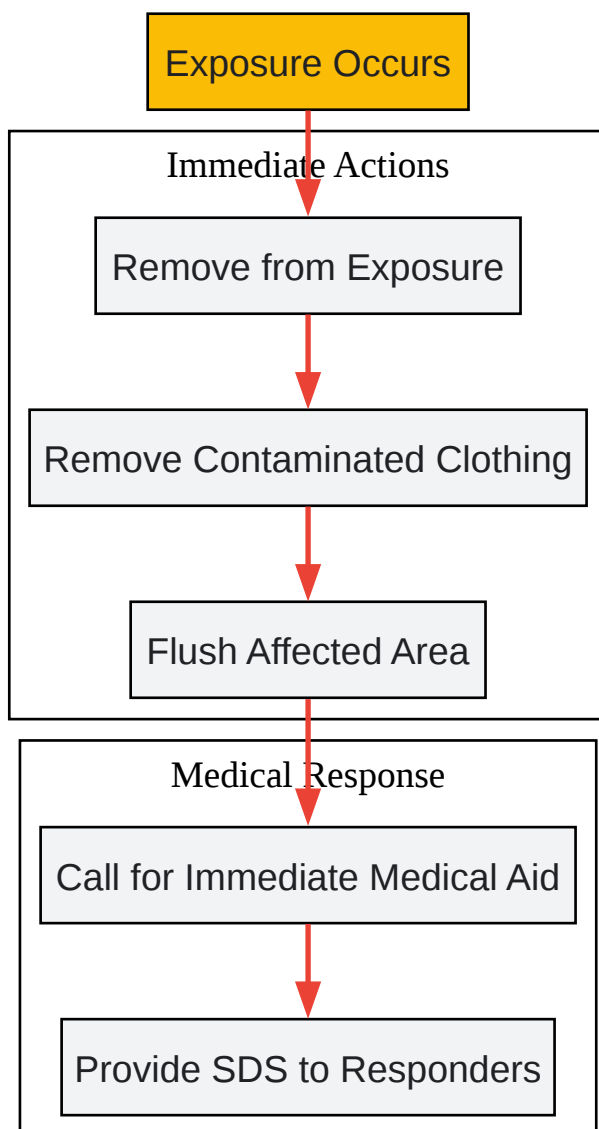 Exposure Occurs
Immediate Actions
Remove from Exposure
Remove Contaminated Clothing
Flush Affected Area
Medical Response
Call for Immediate Medical Aid
Provide SDS to Responders